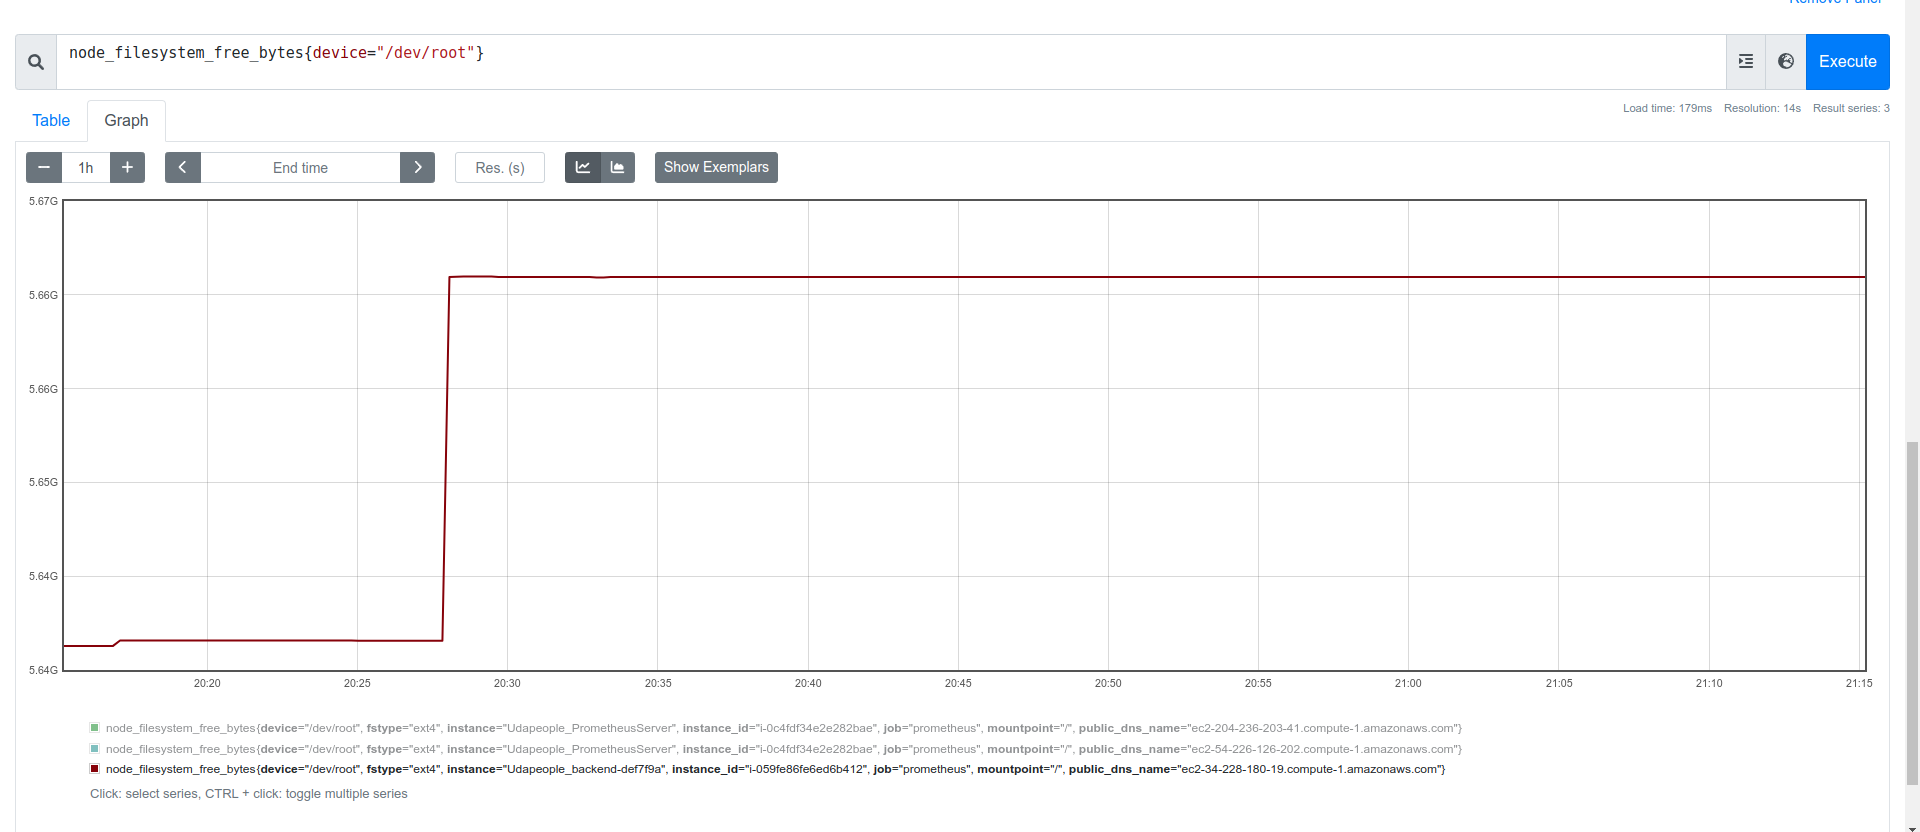 Remove Panel
node_filesystem_free_bytes{device="/dev/root"}
Execute
Table
Graph
Load time: 179ms Resolution: 14s Result series: 3
1h
End time
Res. (s)
Show Exemplars
5.67G
5.66G
5.66G
5.65G
5.64G
5.64G
20:20 20:25 20:30 20:35 20:40 20:45 20:50 20:55 21:00 21:05 21:10 21:15
node_filesystem_free_bytes{device="/dev/root", fstype="ext4", instance="Udapeople_PrometheusServer", instance_id="i-0c4fdf34e2e282bae", job="prometheus", mountpoint="/", public_dns_name="ec2-204-236-203-41.compute-1.amazonaws.com"}
node_filesystem_free_bytes{device="/dev/root", fstype="ext4", instance="Udapeople_PrometheusServer", instance_id="i-0c4fdf34e2e282bae", job="prometheus", mountpoint="/", public_dns_name="ec2-54-226-126-202.compute-1.amazonaws.com"}
node_filesystem_free_bytes{device="/dev/root", fstype="ext4", instance="Udapeople_backend-def7f9a", instance_id="i-059fe86fe6ed6b412", job="prometheus", mountpoint="/", public_dns_name="ec2-34-228-180-19.compute-1.amazonaws.com"}
Click: select series, CTRL + click: toggle multiple series